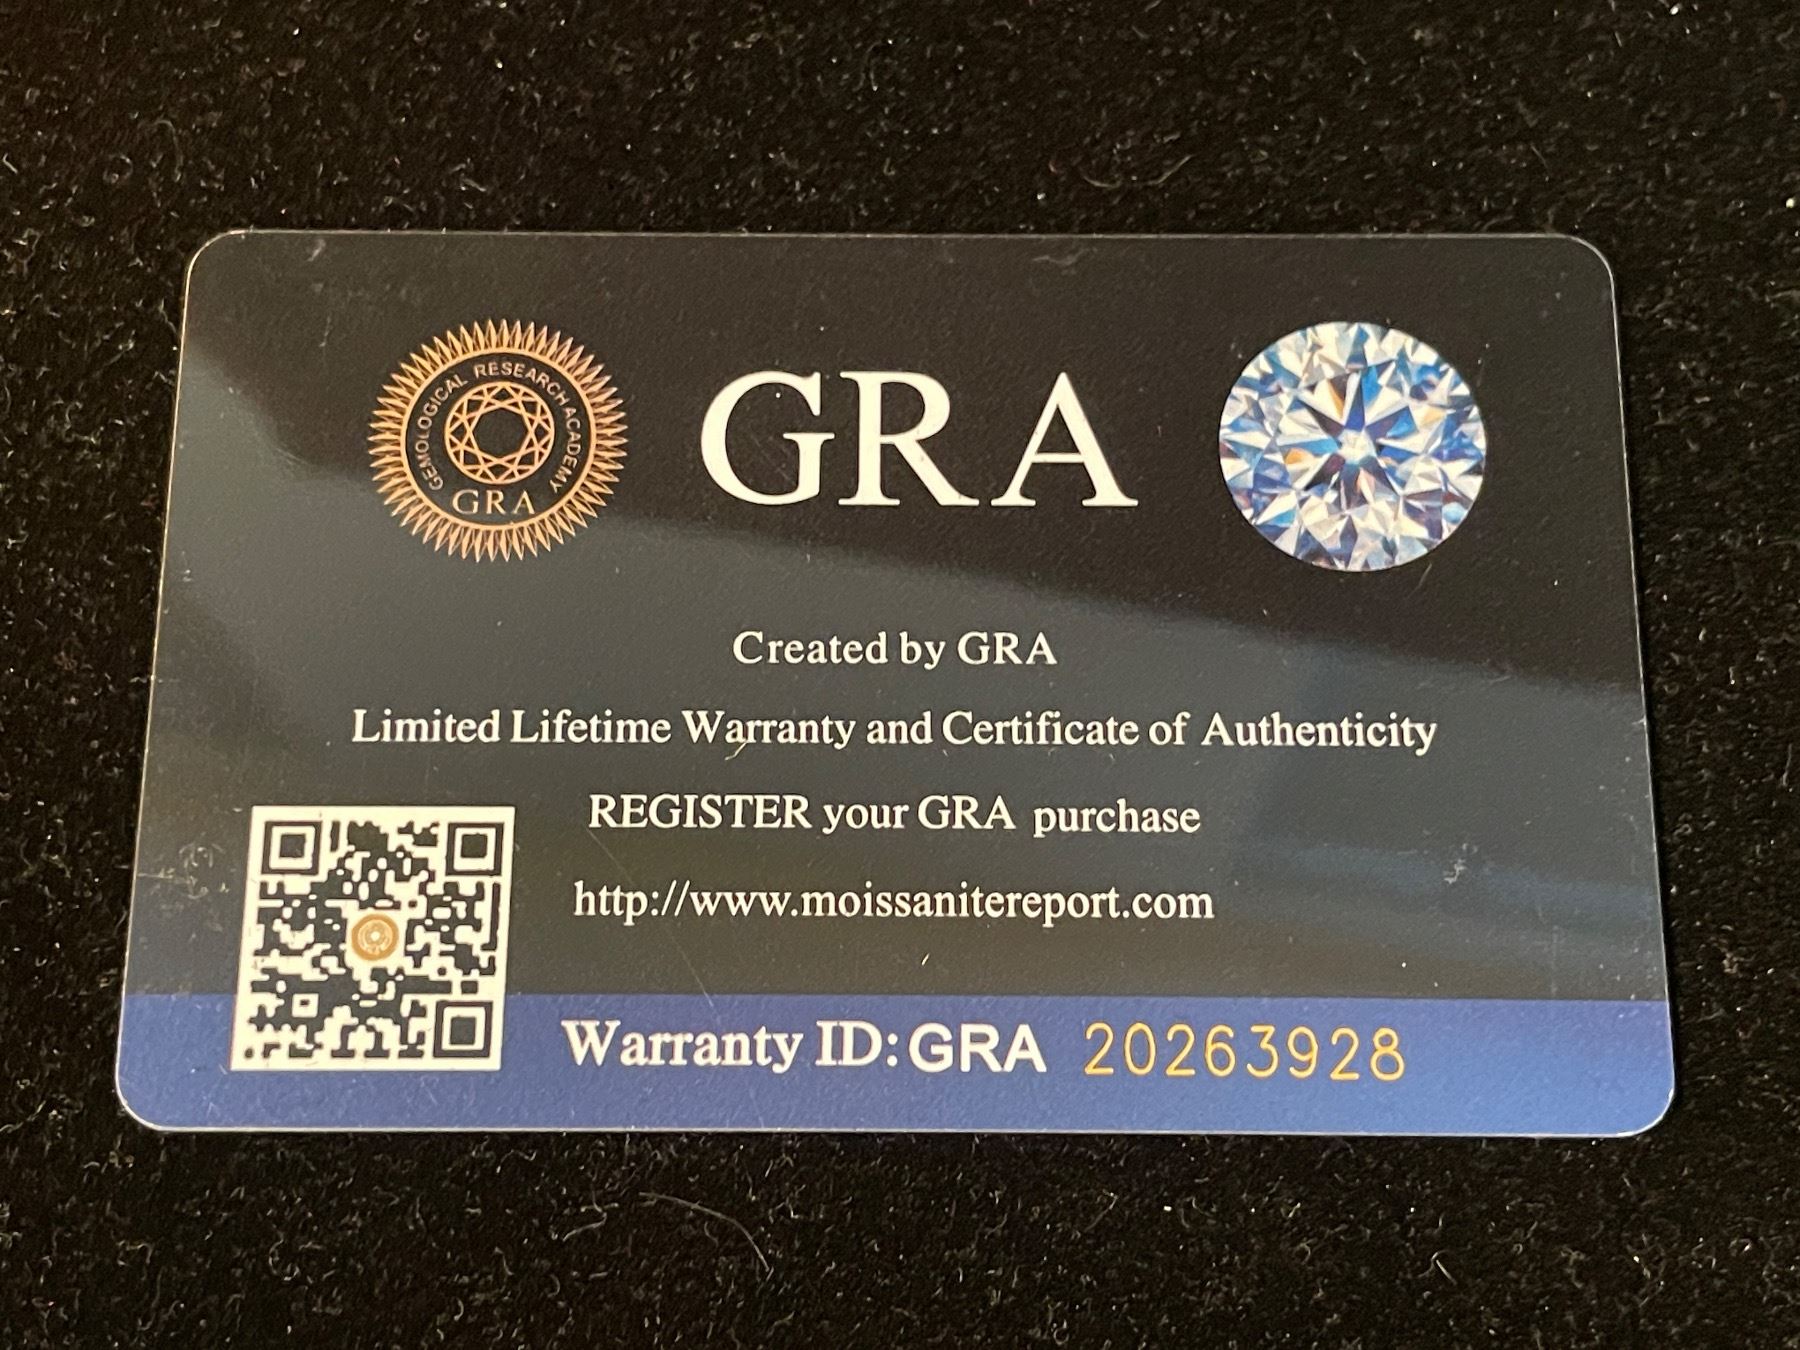 GEMOLOGICAL RESEARCH ACADEMY
GRA
GRA
Created by GRA
Limited Lifetime Warranty and Certificate of Authenticity
REGISTER your GRA purchase
http://www.moissanitereport.com
Warranty ID:GRA 20263928